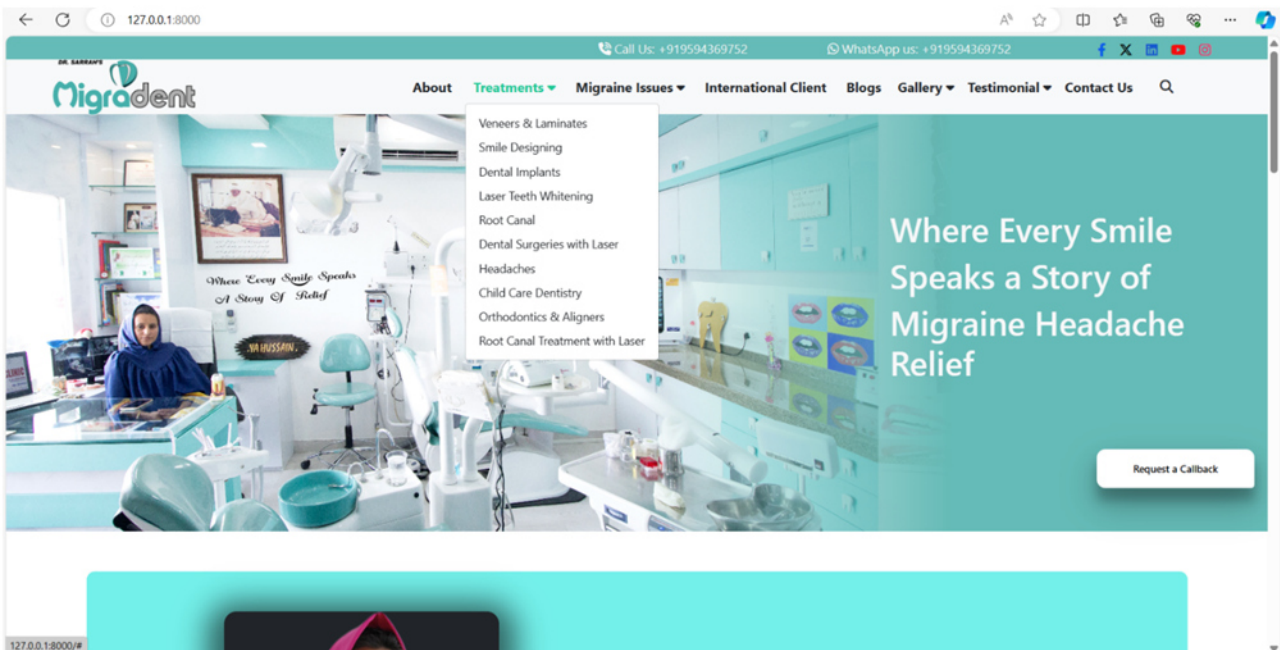 127.0.0.1:8000
Call Us: +919594369752
WhatsApp us: +919594369752
DR. SARRAH'S
Migradent
About
Treatments
Migraine Issues
International Client
Blogs
Gallery
Testimonial
Contact Us
Veneers & Laminates
Smile Designing
Dental Implants
Laser Teeth Whitening
Root Canal
Dental Surgeries with Laser
Headaches
Child Care Dentistry
Orthodontics & Aligners
Root Canal Treatment with Laser
Where Every Smile Speaks
A Story Of Relief
YA HUSSAIN.
CLINIC
Where Every Smile
Speaks a Story of
Migraine Headache
Relief
Request a Callback
127.0.0.1:8000/#